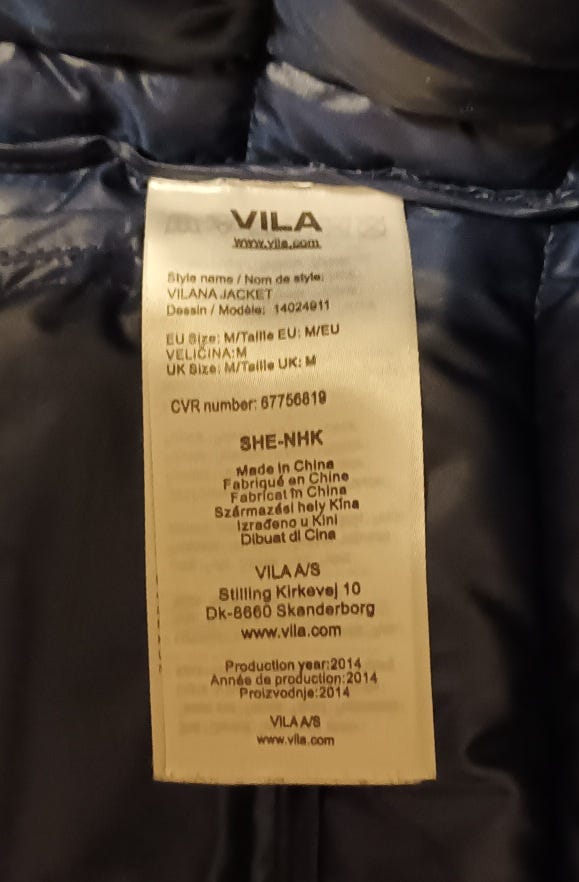 VILA
www.vila.com
Style name / Nom de style:
VILANA JACKET
Dessin / Modèle: 14024911
EU Size: M/Taille EU: M/EU
VELIČINA:M
UK Size: M/Taille UK: M
CVR number: 67756819
SHE-NHK
Made in China
Fabriqué en Chine
Fabricat în China
Származási hely Kína
Izrađeno u Kini
Dibuat di Cina
VILA A/S
Stilling Kirkevej 10
Dk-8660 Skanderborg
www.vila.com
Production year:2014
Année de production:2014
Proizvodnje:2014
VILA A/S
www.vila.com